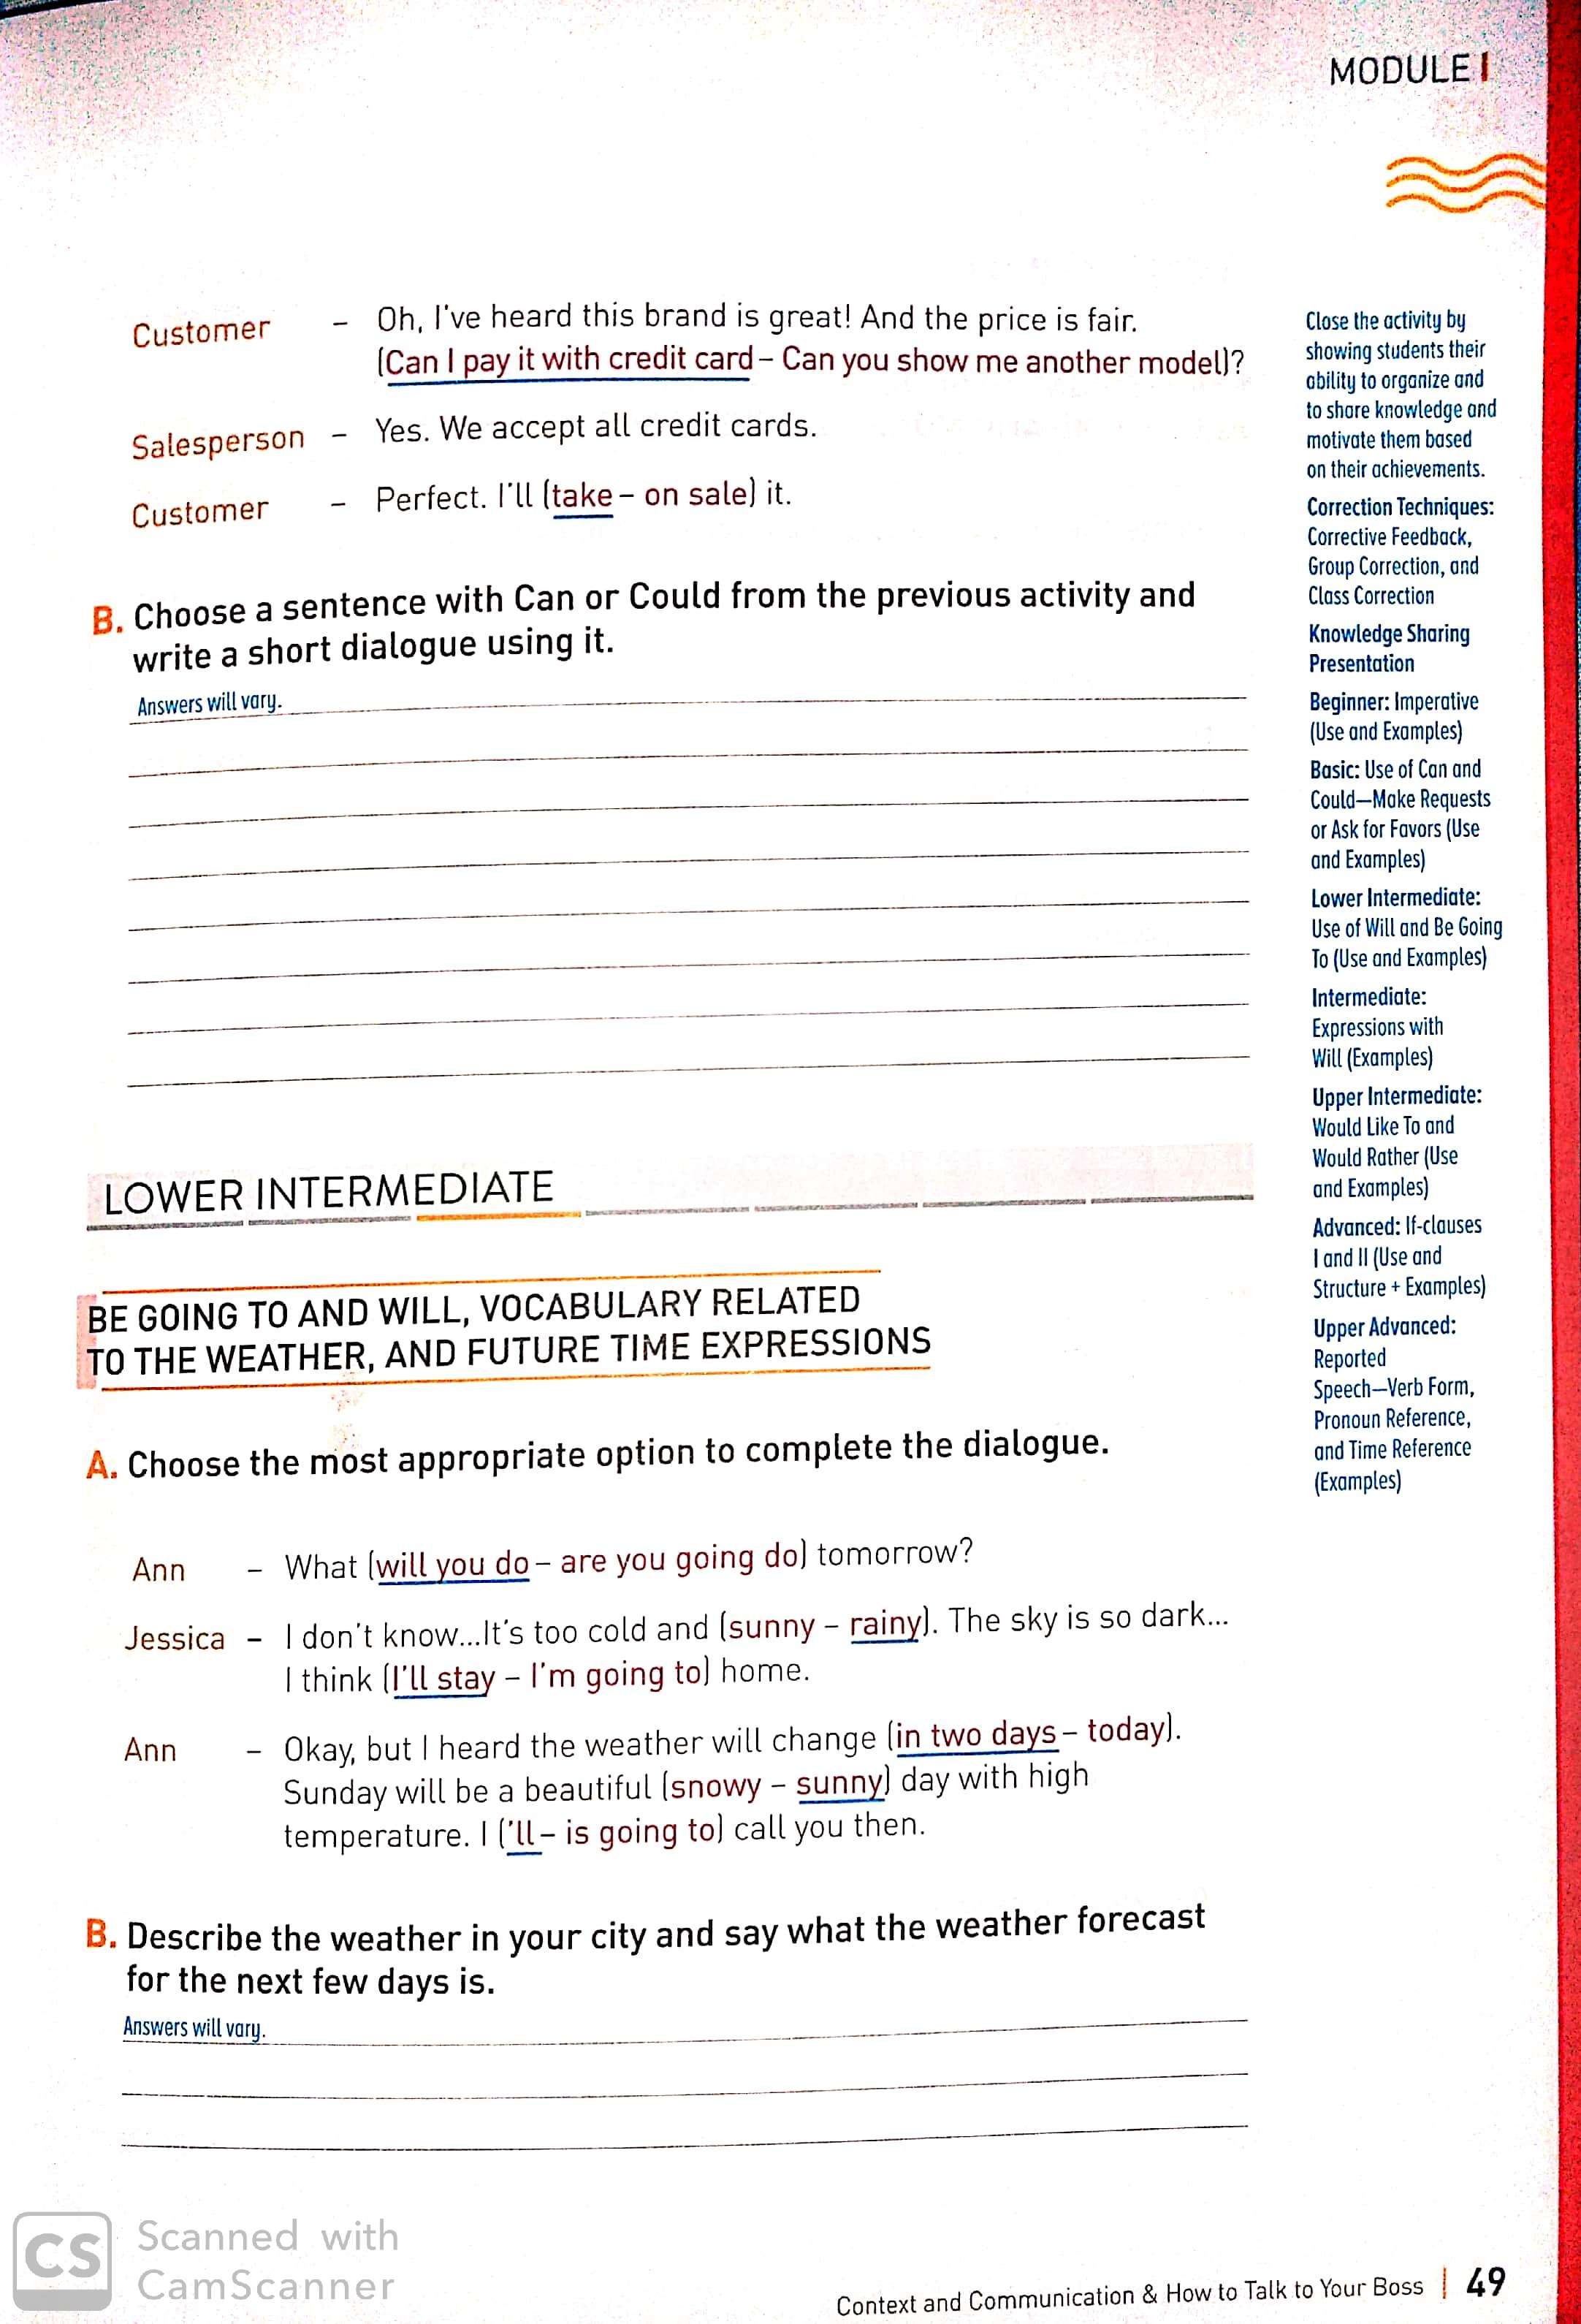 MODULE I
Customer – Oh, I've heard this brand is great! And the price is fair.
(Can I pay it with credit card – Can you show me another model)?
Salesperson – Yes. We accept all credit cards.
Customer – Perfect. I'll (take – on sale) it.
B. Choose a sentence with Can or Could from the previous activity and
write a short dialogue using it.
Answers will vary.
LOWER INTERMEDIATE
BE GOING TO AND WILL, VOCABULARY RELATED
TO THE WEATHER, AND FUTURE TIME EXPRESSIONS
A. Choose the most appropriate option to complete the dialogue.
Ann – What (will you do – are you going do) tomorrow?
Jessica – I don't know...It's too cold and (sunny – rainy). The sky is so dark...
I think (I'll stay – I'm going to) home.
Ann – Okay, but I heard the weather will change (in two days – today).
Sunday will be a beautiful (snowy – sunny) day with high
temperature. I ('ll – is going to) call you then.
B. Describe the weather in your city and say what the weather forecast
for the next few days is.
Answers will vary.
Close the activity by
showing students their
ability to organize and
to share knowledge and
motivate them based
on their achievements.
Correction Techniques:
Corrective Feedback,
Group Correction, and
Class Correction
Knowledge Sharing
Presentation
Beginner: Imperative
(Use and Examples)
Basic: Use of Can and
Could—Make Requests
or Ask for Favors (Use
and Examples)
Lower Intermediate:
Use of Will and Be Going
To (Use and Examples)
Intermediate:
Expressions with
Will (Examples)
Upper Intermediate:
Would Like To and
Would Rather (Use
and Examples)
Advanced: If-clauses
I and II (Use and
Structure + Examples)
Upper Advanced:
Reported
Speech—Verb Form,
Pronoun Reference,
and Time Reference
(Examples)
CS Scanned with
CamScanner
Context and Communication & How to Talk to Your Boss | 49